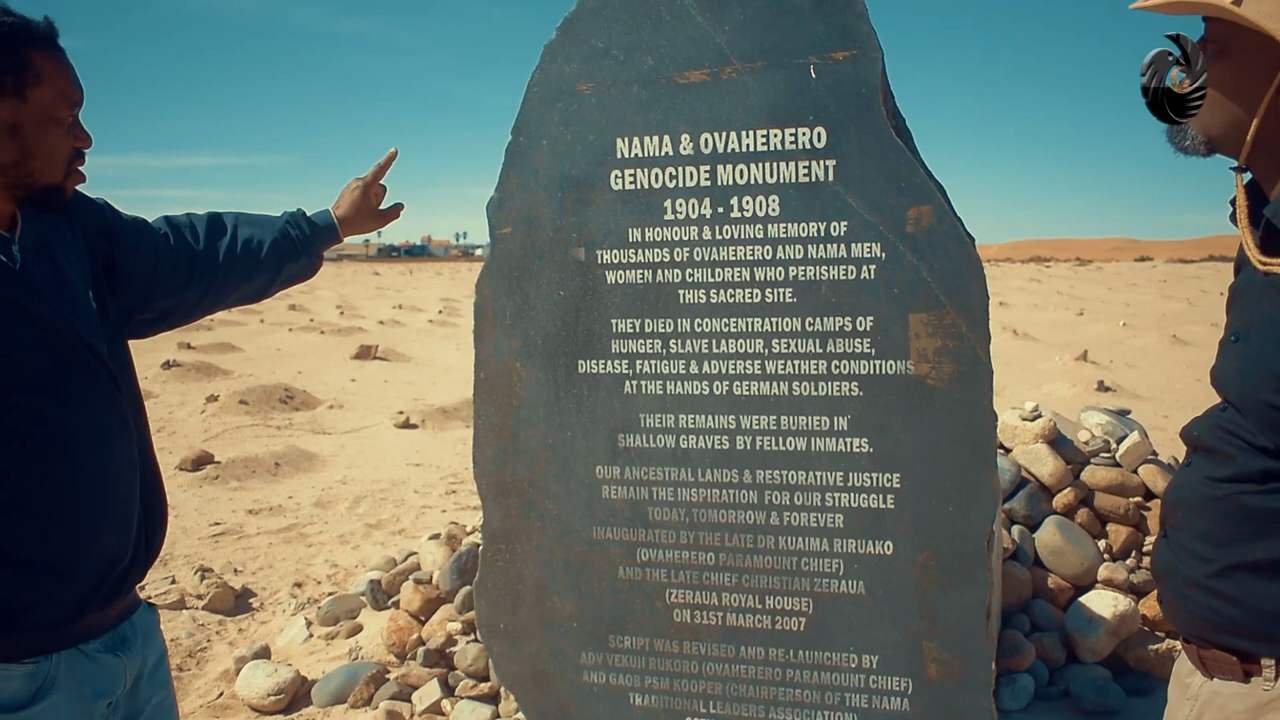 NAMA & OVAHERERO
GENOCIDE MONUMENT
1904 - 1908
IN HONOUR & LOVING MEMORY OF
THOUSANDS OF OVAHERERO AND NAMA MEN,
WOMEN AND CHILDREN WHO PERISHED AT
THIS SACRED SITE.
THEY DIED IN CONCENTRATION CAMPS OF
HUNGER, SLAVE LABOUR, SEXUAL ABUSE,
DISEASE, FATIGUE & ADVERSE WEATHER CONDITIONS
AT THE HANDS OF GERMAN SOLDIERS.
THEIR REMAINS WERE BURIED IN
SHALLOW GRAVES BY FELLOW INMATES.
OUR ANCESTRAL LANDS & RESTORATIVE JUSTICE
REMAIN THE INSPIRATION FOR OUR STRUGGLE
TODAY, TOMORROW & FOREVER
INAUGURATED BY THE LATE DR KUAIMA RIRUAKO
(OVAHERERO PARAMOUNT CHIEF)
AND THE LATE CHIEF CHRISTIAN ZERAUA
(ZERAUA ROYAL HOUSE)
ON 31ST MARCH 2007
SCRIPT WAS REVISED AND RE-LAUNCHED BY
ADV VEKUII RUKORO (OVAHERERO PARAMOUNT CHIEF)
AND GAOB PSM KOOPER (CHAIRPERSON OF THE NAMA
TRADITIONAL LEADERS ASSOCIATION)